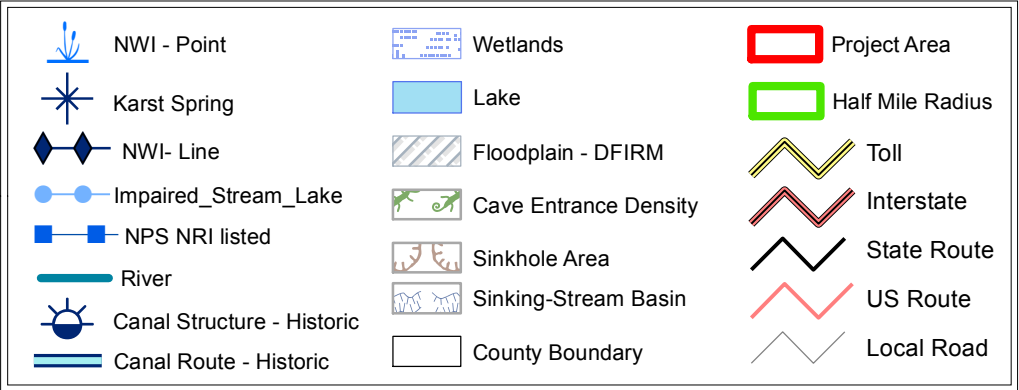 NWI - Point
Karst Spring
NWI- Line
Impaired_Stream_Lake
NPS NRI listed
River
Canal Structure - Historic
Canal Route - Historic
Wetlands
Lake
Floodplain - DFIRM
Cave Entrance Density
Sinkhole Area
Sinking-Stream Basin
County Boundary
Project Area
Half Mile Radius
Toll
Interstate
State Route
US Route
Local Road